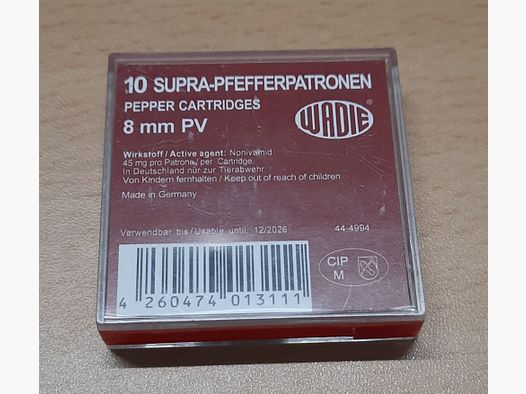 10 SUPRA-PFEFFERPATRONEN
PEPPER CARTRIDGES
8 mm PV
WADIE®
Wirkstoff / Active agent: Nonivamid
45 mg pro Patrone / per Cartridge.
In Deutschland nur zur Tierabwehr
Von Kindern fernhalten / Keep out of reach of children
Made in Germany
Verwendbar bis / Usable until: 12/2026
44-4994
CIP
M
4 260474 013111